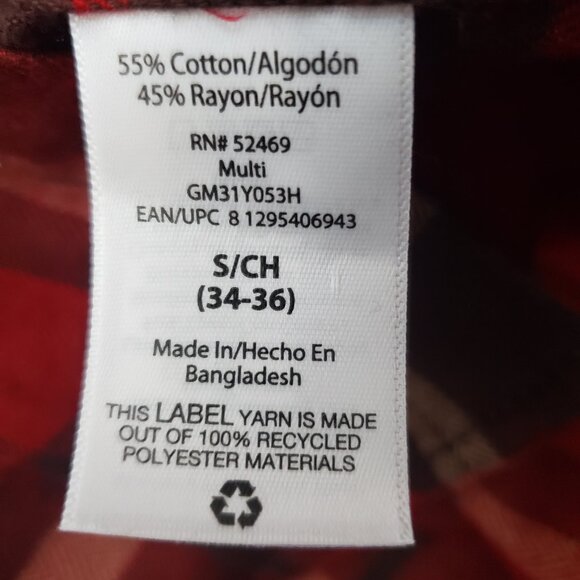 55% Cotton/Algodón
45% Rayon/Rayón
RN# 52469
Multi
GM31Y053H
EAN/UPC 8 1295406943
S/CH
(34-36)
Made In/Hecho En
Bangladesh
THIS LABEL YARN IS MADE
OUT OF 100% RECYCLED
POLYESTER MATERIALS